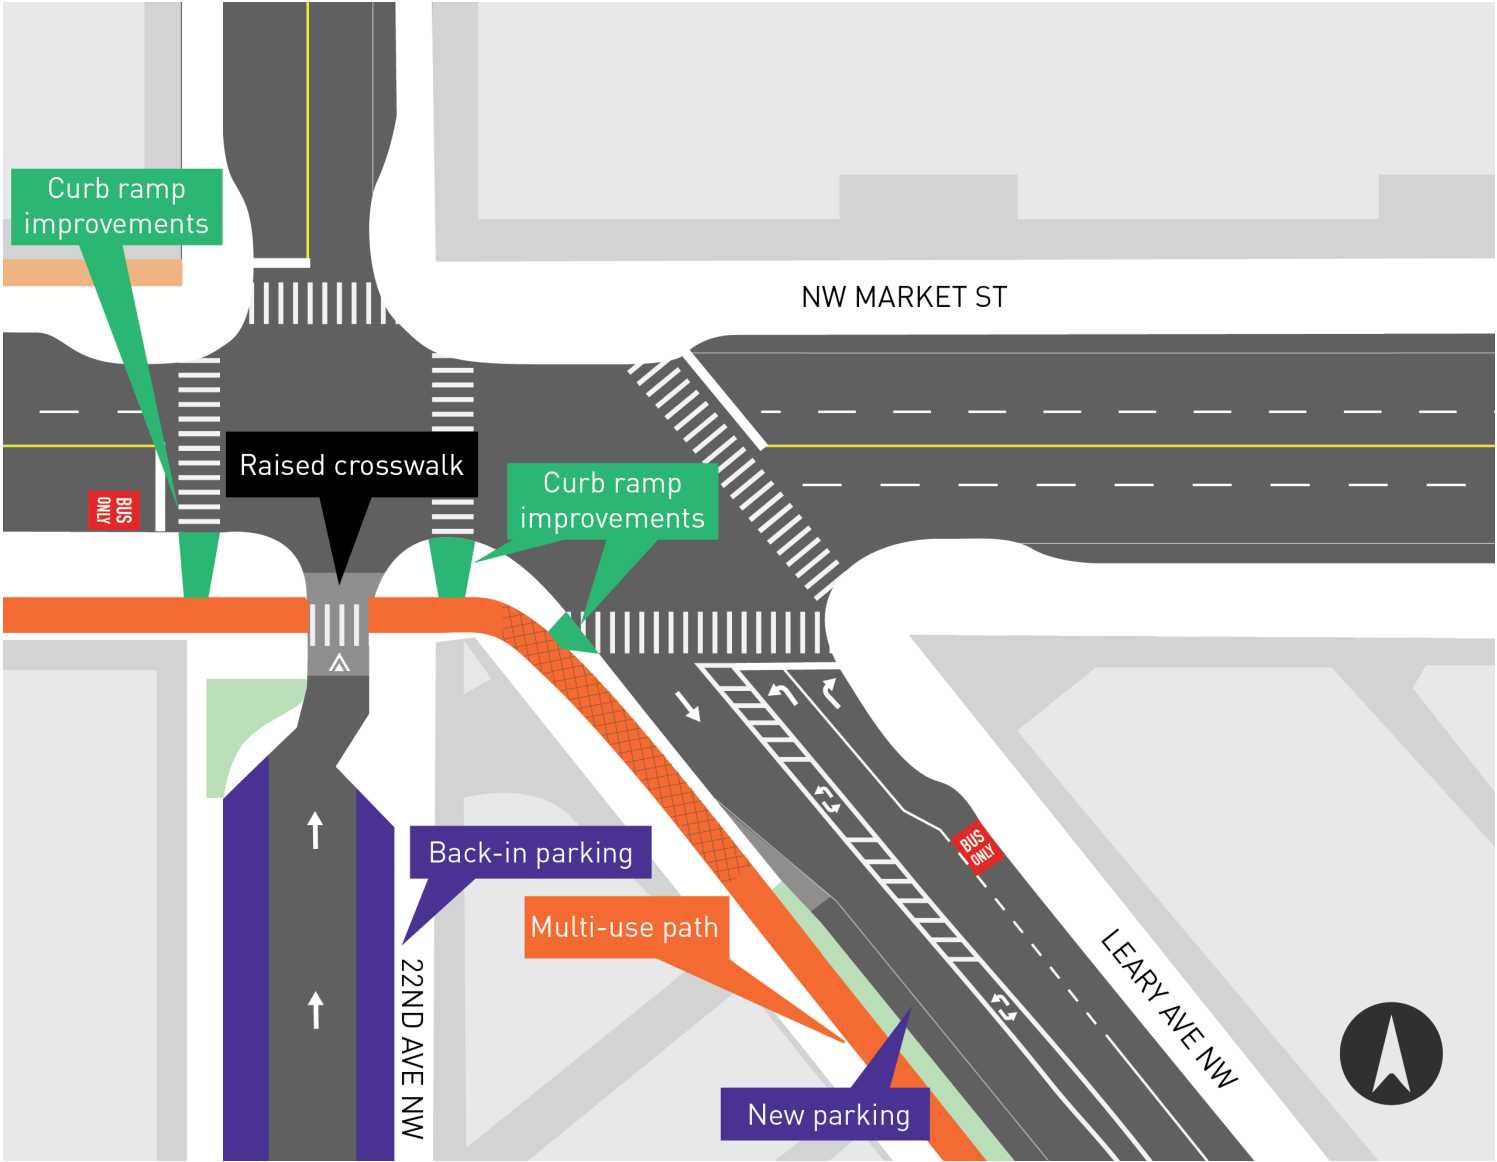 Curb ramp
improvements
NW MARKET ST
Raised crosswalk
Curb ramp
improvements
BUS
ONLY
BUS
ONLY
Back-in parking
Multi-use path
22ND AVE NW
LEARY AVE NW
New parking